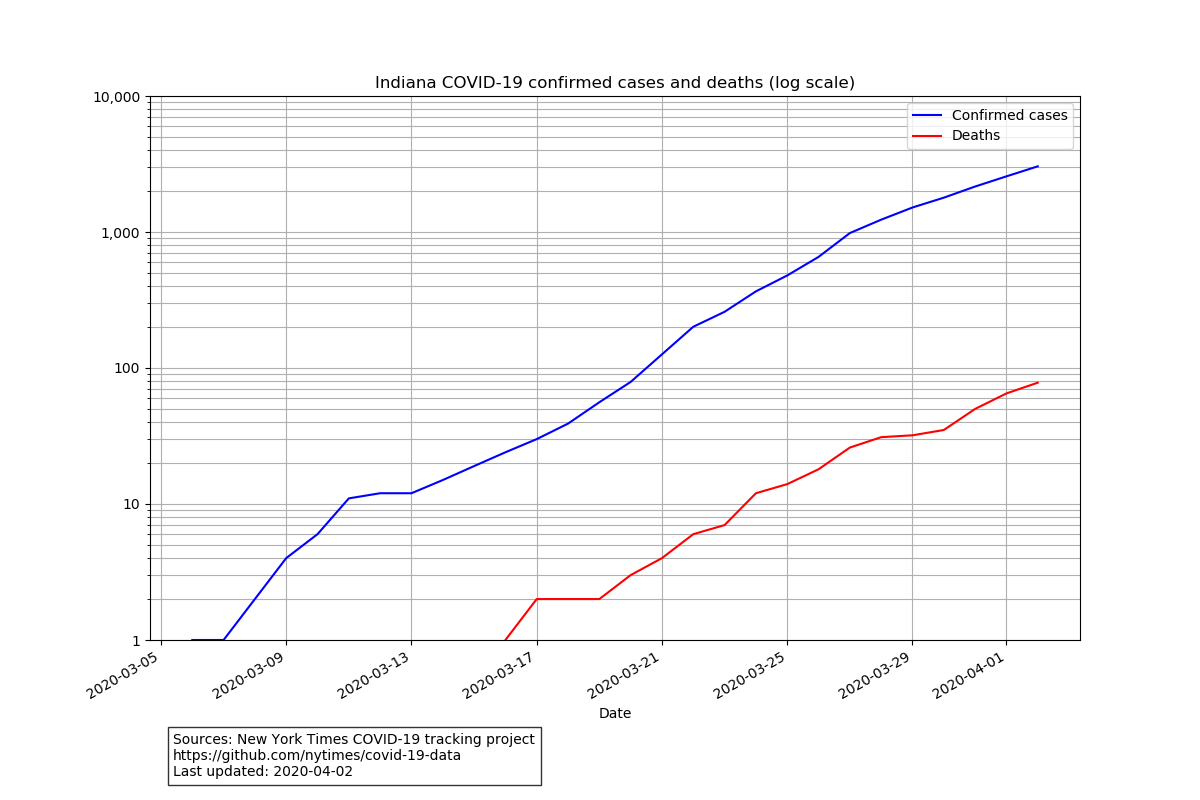 Indiana COVID-19 confirmed cases and deaths (log scale)
10,000
1,000
100
10
1
Confirmed cases
Deaths
2020-03-05
2020-03-09
2020-03-13
2020-03-17
2020-03-21
2020-03-25
2020-03-29
2020-04-01
Date
Sources: New York Times COVID-19 tracking project
https://github.com/nytimes/covid-19-data
Last updated: 2020-04-02